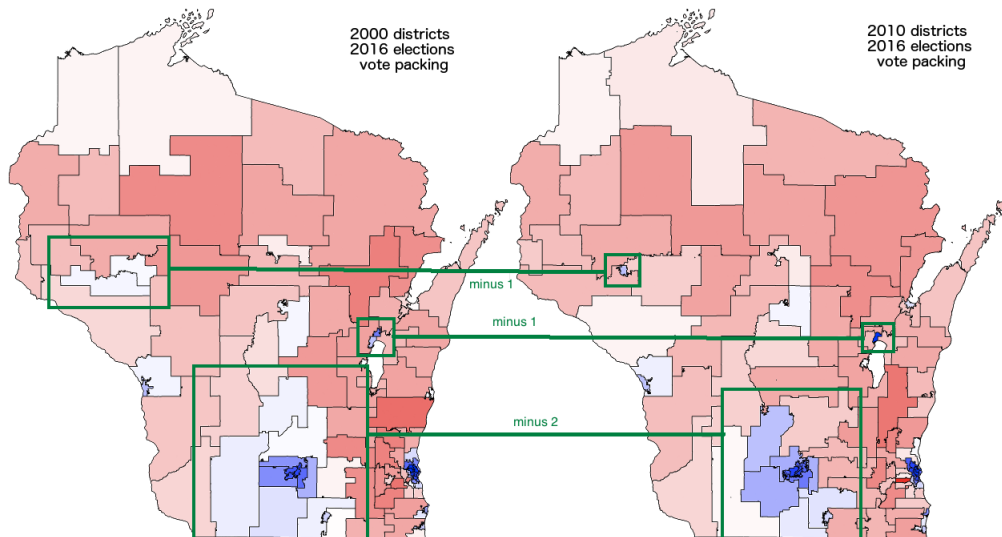 2000 districts
2016 elections
vote packing
2010 districts
2016 elections
vote packing
minus 1
minus 1
minus 2